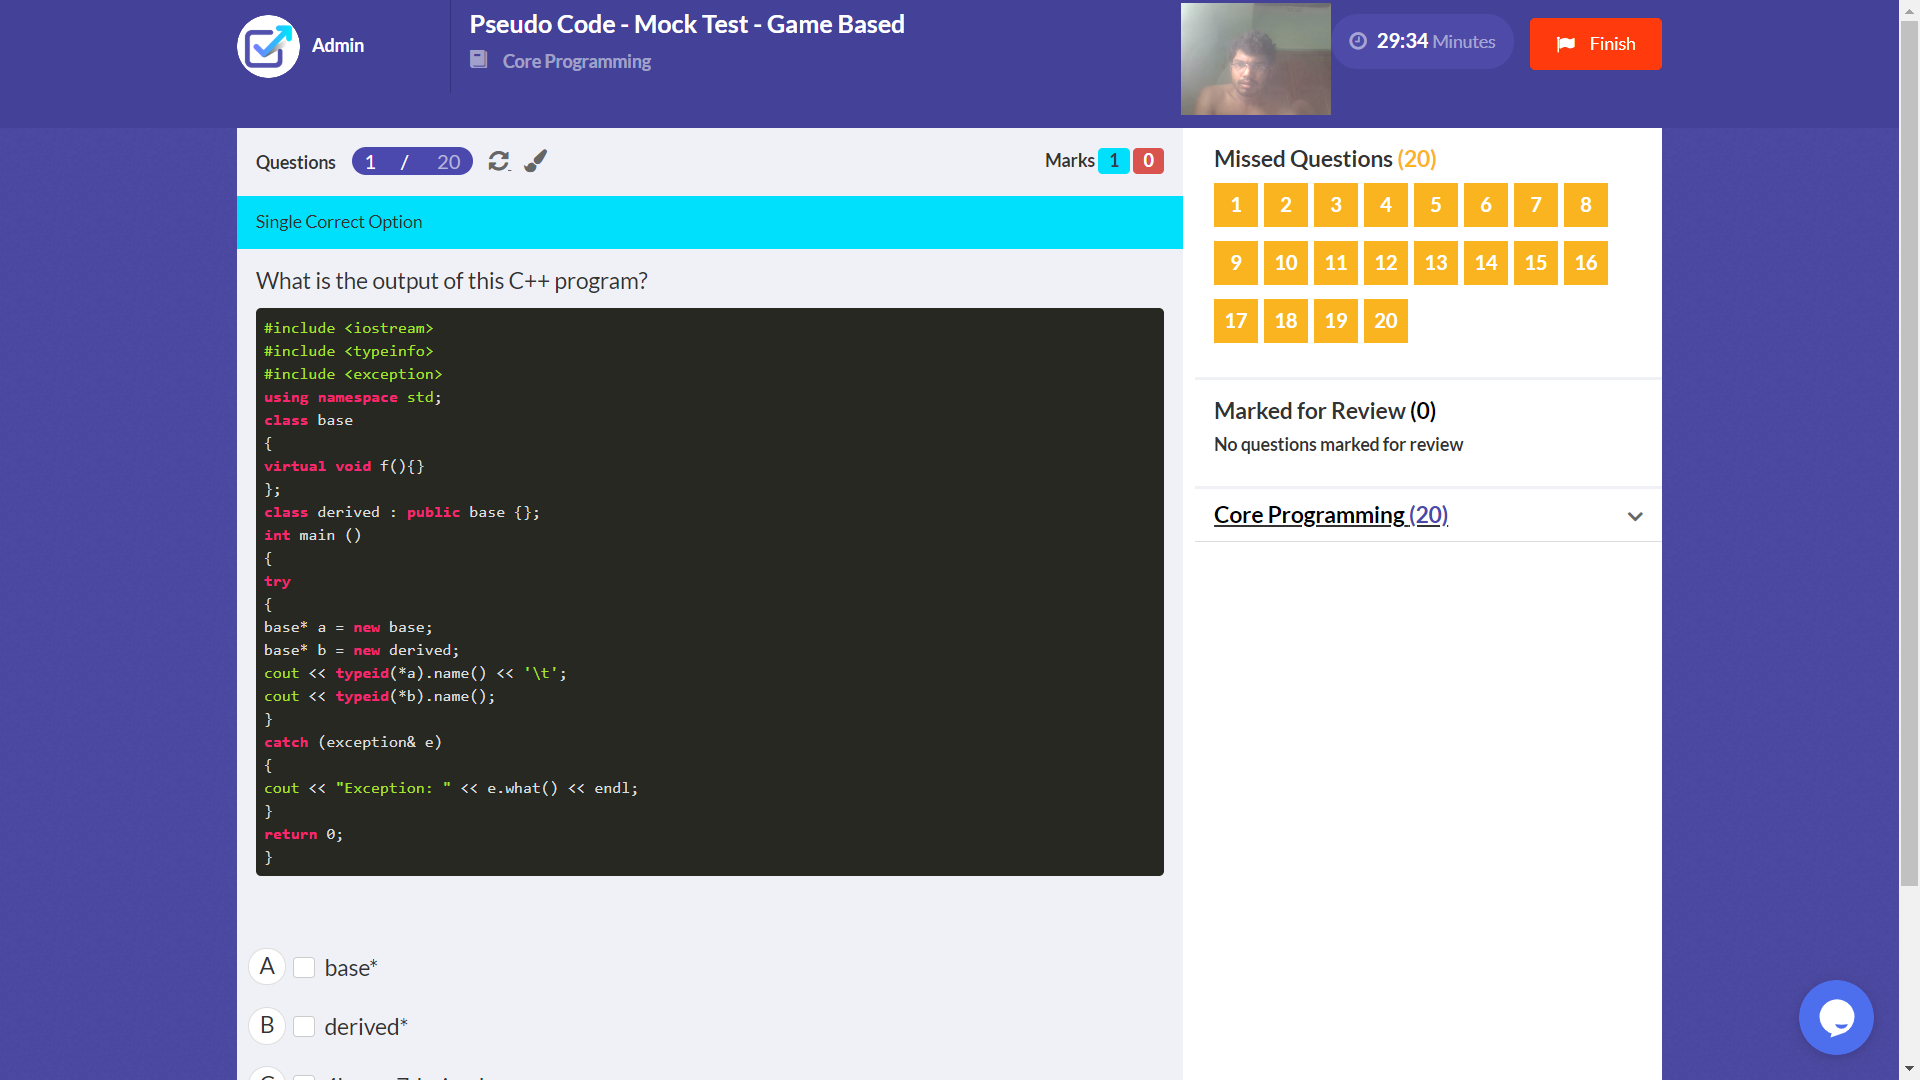 Admin
Pseudo Code - Mock Test - Game Based
Core Programming
29:34 Minutes
Finish
Questions 1 / 20
Marks 1 0
Single Correct Option
What is the output of this C++ program?
#include <iostream>
#include <typeinfo>
#include <exception>
using namespace std;
class base
{
virtual void f(){}
};
class derived : public base {};
int main ()
{
try
{
base* a = new base;
base* b = new derived;
cout << typeid(*a).name() << '\t';
cout << typeid(*b).name();
}
catch (exception& e)
{
cout << "Exception: " << e.what() << endl;
}
return 0;
}
A base*
B derived*
Missed Questions (20)
1 2 3 4 5 6 7 8
9 10 11 12 13 14 15 16
17 18 19 20
Marked for Review (0)
No questions marked for review
Core Programming (20)